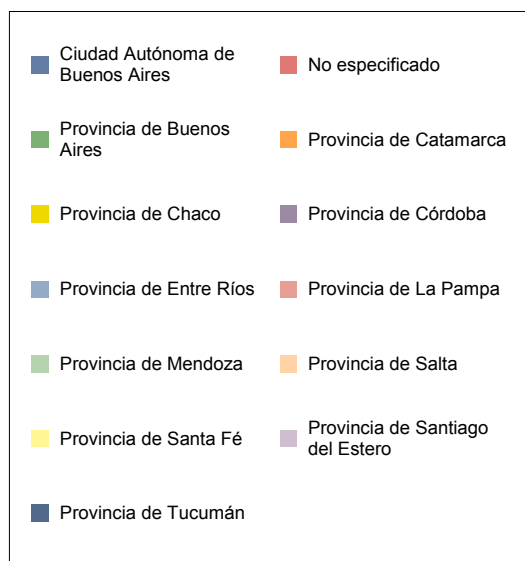 Ciudad Autónoma de
Buenos Aires
No especificado
Provincia de Buenos
Aires
Provincia de Catamarca
Provincia de Chaco
Provincia de Córdoba
Provincia de Entre Ríos
Provincia de La Pampa
Provincia de Mendoza
Provincia de Salta
Provincia de Santa Fé
Provincia de Santiago
del Estero
Provincia de Tucumán